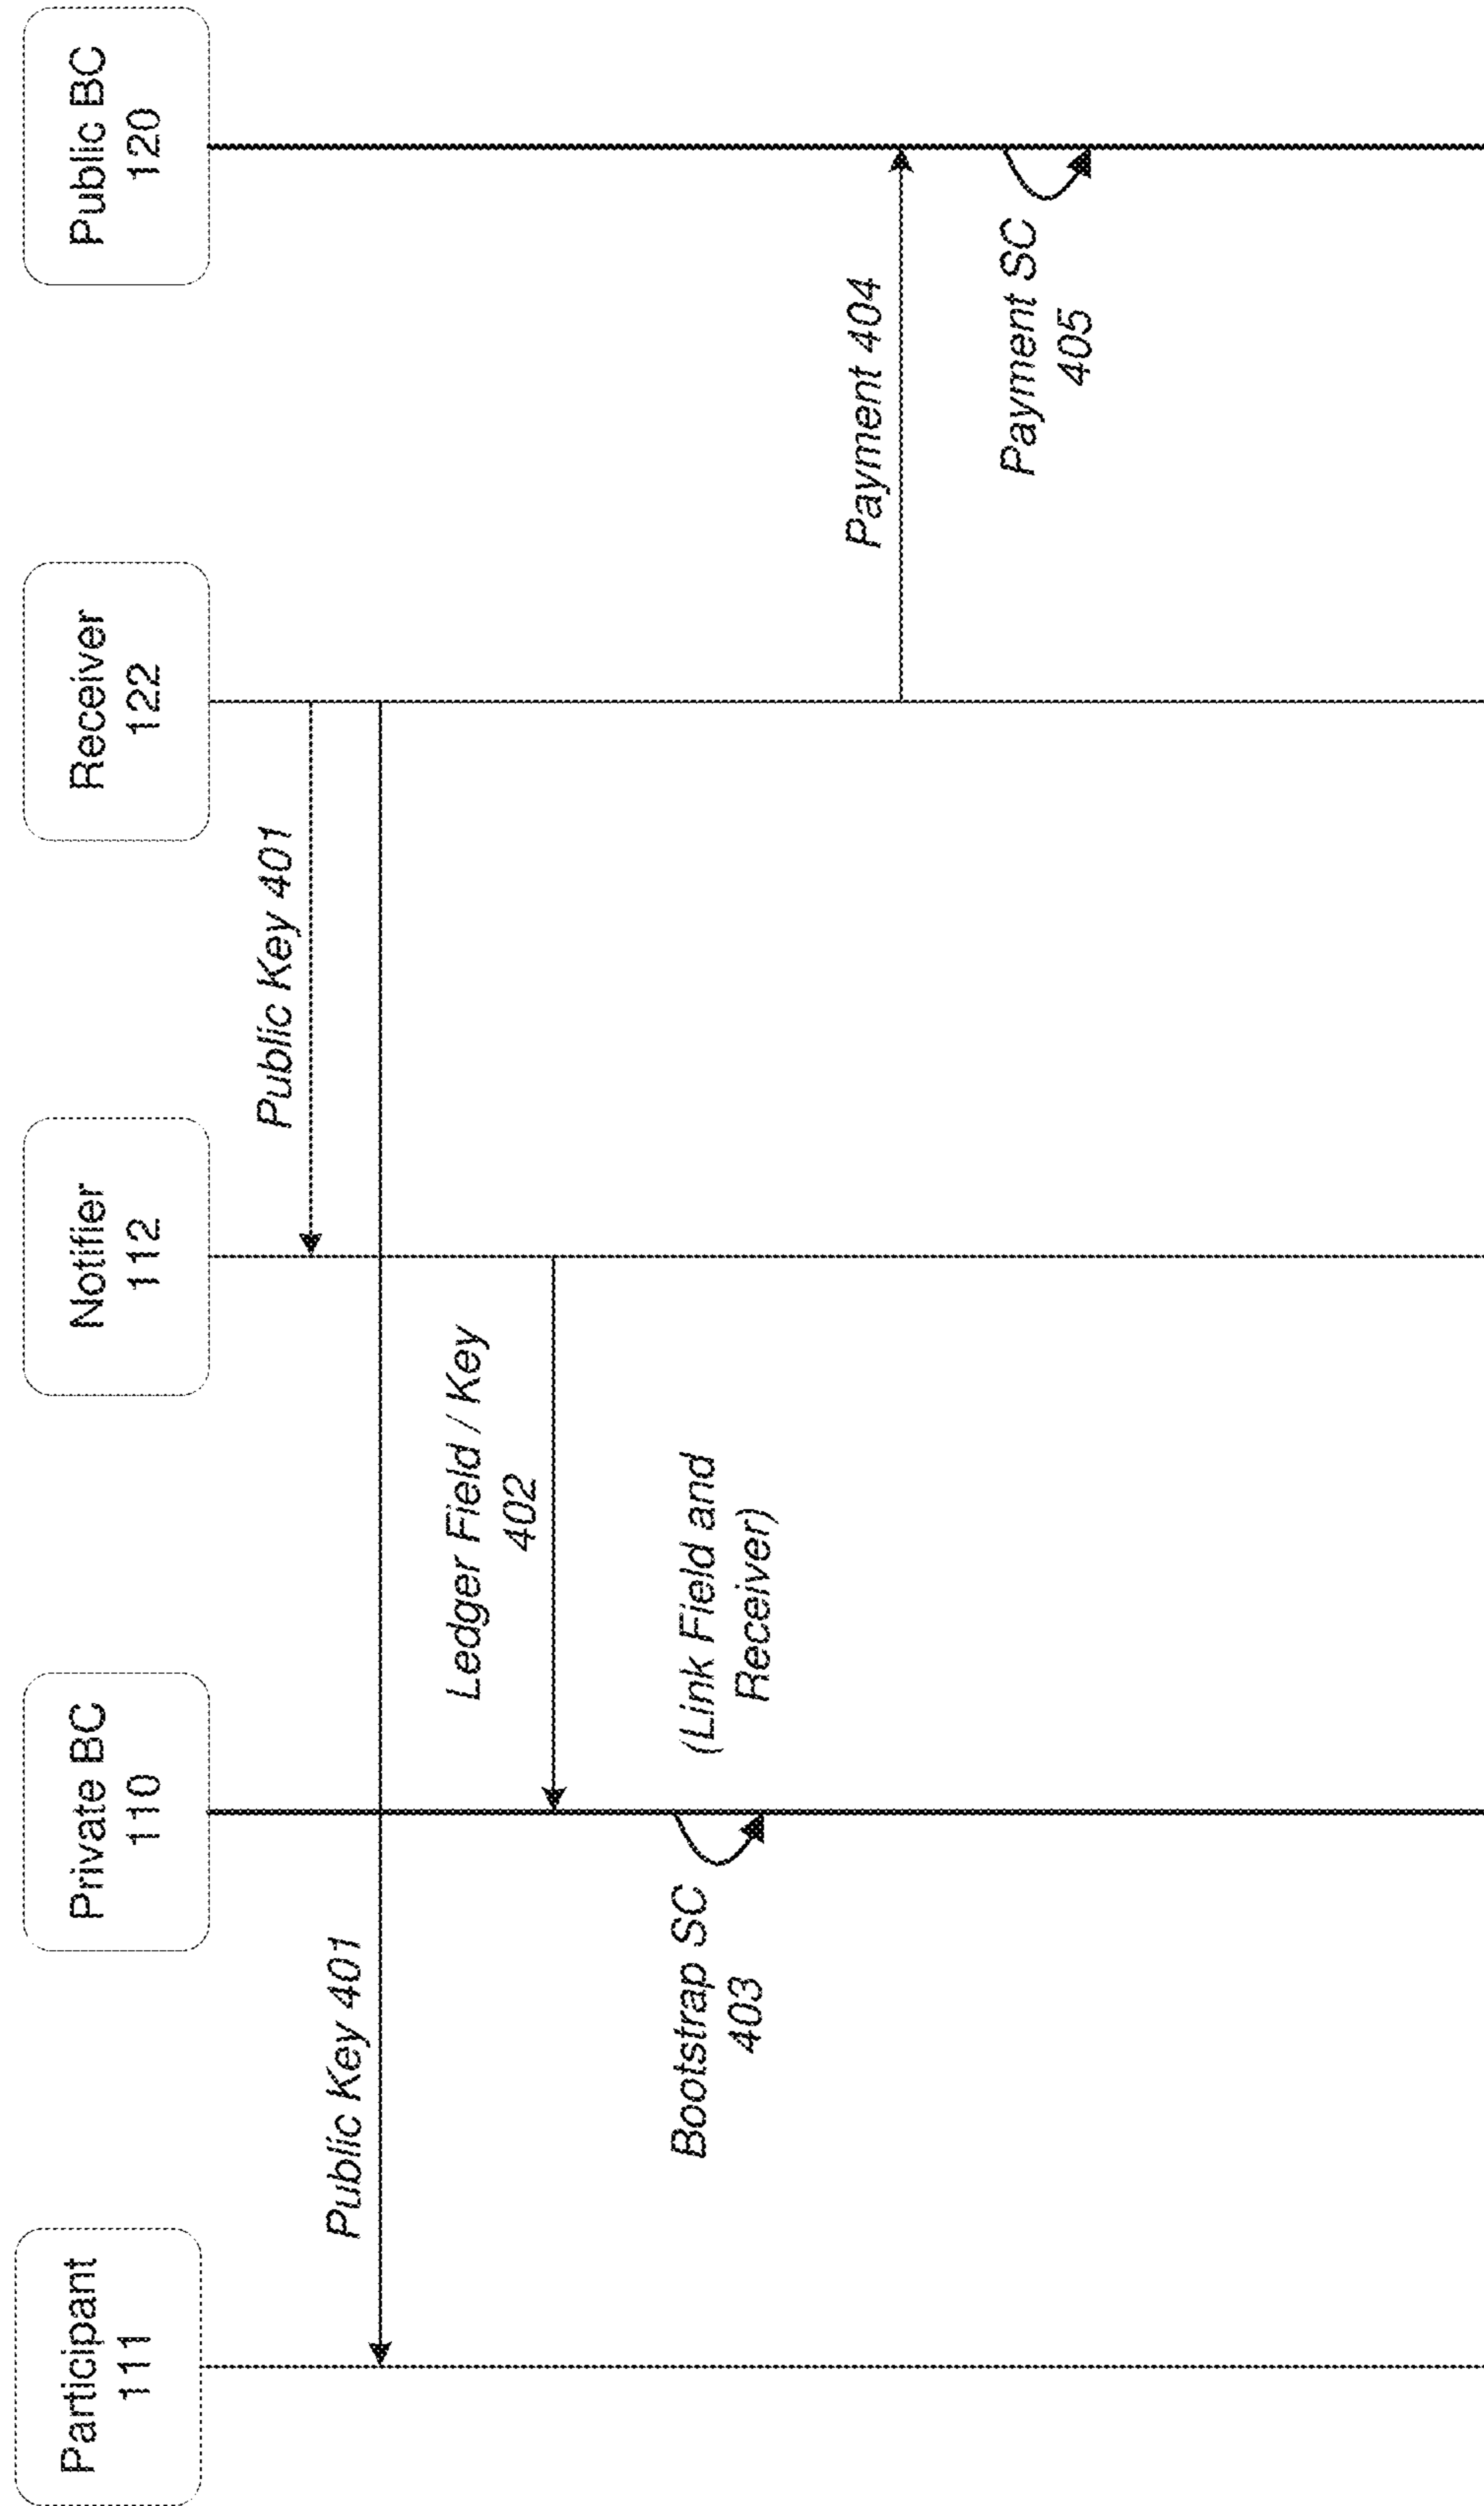 Participant
111
Private BC
110
Notifier
112
Receiver
122
Public BC
120
Public Key 401
Public Key 401
Ledger Field / Key
402
Bootstrap SC
403
(Link Field and
Receiver)
Payment 404
Payment SC
405